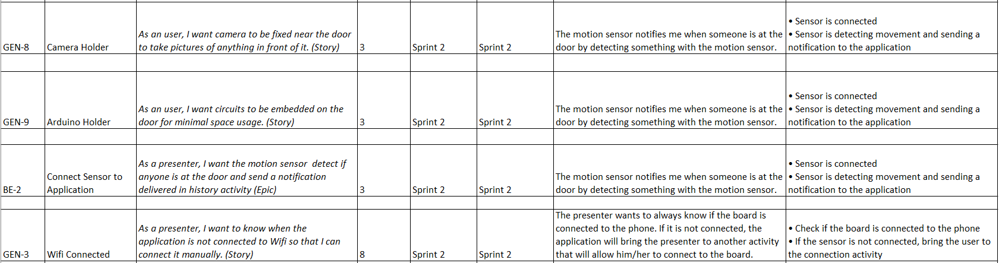 GEN-8
Camera Holder
As an user, I want camera to be fixed near the door
to take pictures of anything in front of it. (Story)
3
Sprint 2
Sprint 2
The motion sensor notifies me when someone is at the
door by detecting something with the motion sensor.
• Sensor is connected
• Sensor is detecting movement and sending a
notification to the application
GEN-9
Arduino Holder
As an user, I want circuits to be embedded on the
door for minimal space usage. (Story)
3
Sprint 2
Sprint 2
The motion sensor notifies me when someone is at the
door by detecting something with the motion sensor.
• Sensor is connected
• Sensor is detecting movement and sending a
notification to the application
BE-2
Connect Sensor to
Application
As a presenter, I want the motion sensor  detect if
anyone is at the door and send a notification
delivered in history activity (Epic)
3
Sprint 2
Sprint 2
The motion sensor notifies me when someone is at the
door by detecting something with the motion sensor.
• Sensor is connected
• Sensor is detecting movement and sending a
notification to the application
GEN-3
Wifi Connected
As a presenter, I want to know when the
application is not connected to Wifi so that I can
connect it manually. (Story)
8
Sprint 2
Sprint 2
The presenter wants to always know if the board is
connected to the phone. If it is not connected, the
application will bring the presenter to another activity
that will allow him/her to connect to the board.
• Check if the board is connected to the phone
• If the sensor is not connected, bring the user to
the connection activity